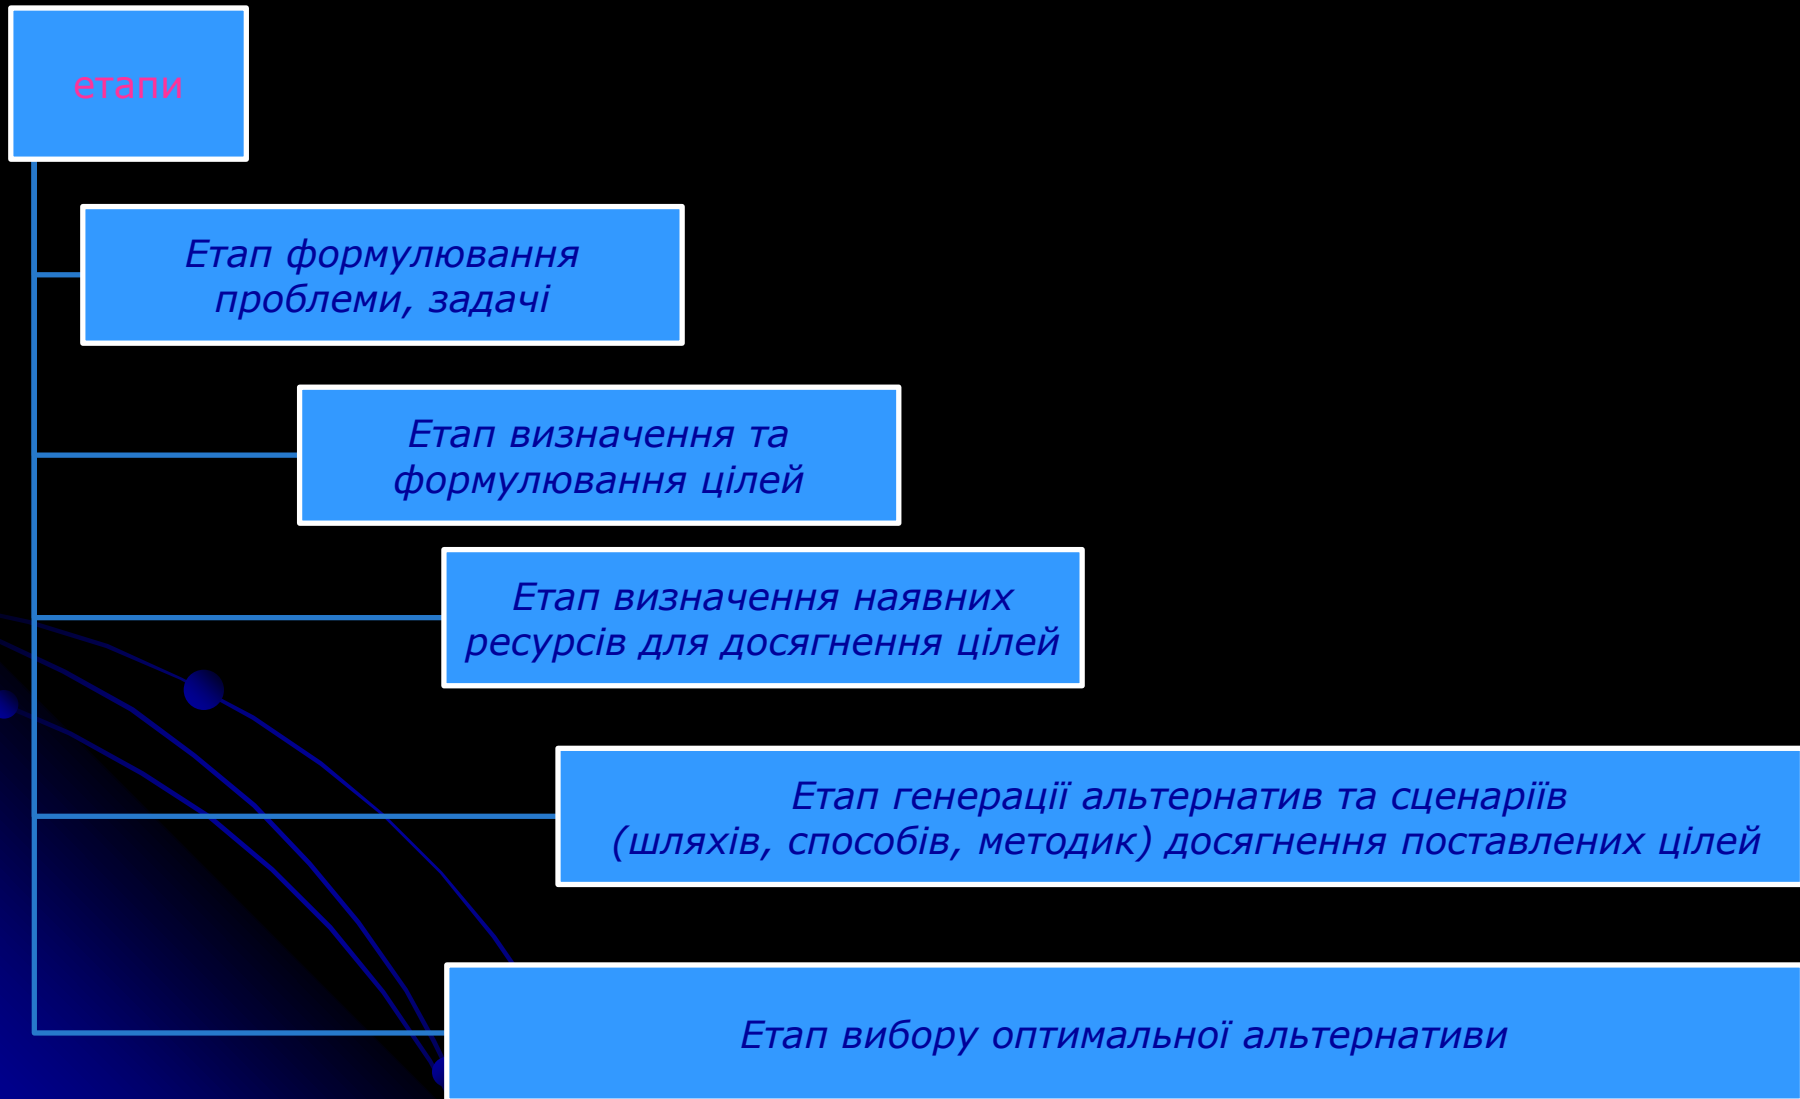 етапи
Етап формулювання
проблеми, задачі
Етап визначення та
формулювання цілей
Етап визначення наявних
ресурсів для досягнення цілей
Етап генерації альтернатив та сценаріїв
(шляхів, способів, методик) досягнення поставлених цілей
Етап вибору оптимальної альтернативи